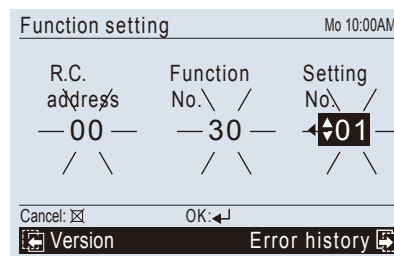 Function setting Mo 10:00AM
R.C. Function Setting
address No. No.
00 30 01
Cancel: OK:
Version Error history